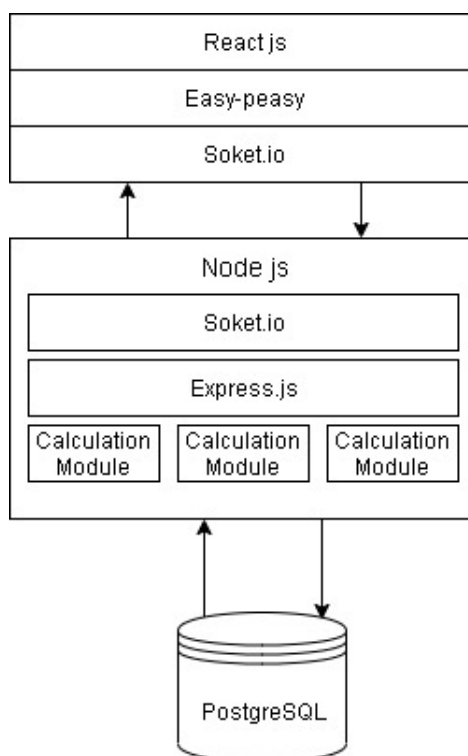 React js
Easy-peasy
Soket.io
Node js
Soket.io
Express.js
Calculation Calculation Calculation
Module Module Module
PostgreSQL